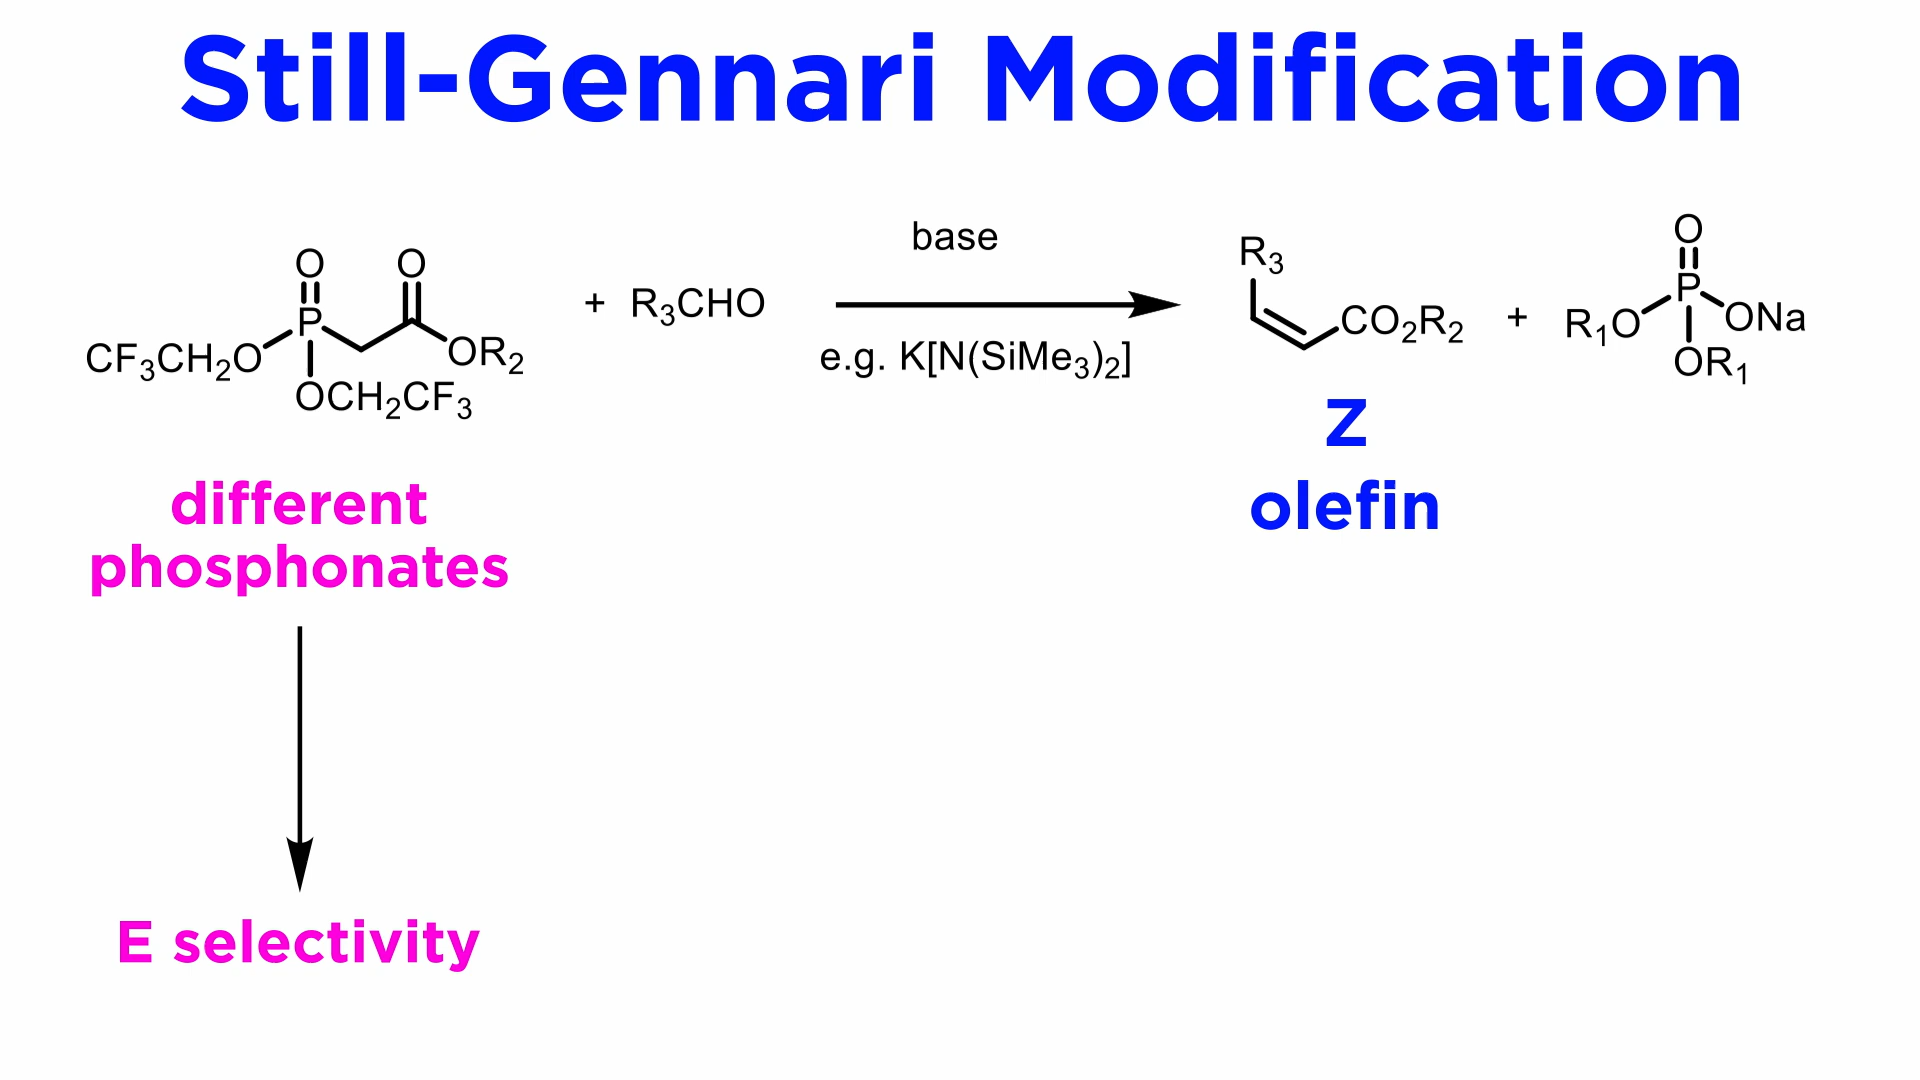 Still-Gennari Modification
O O
P
CF₃CH₂O OR₂
OCH₂CF₃
+ R₃CHO
base
e.g. K[N(SiMe₃)₂]
R₃
CO₂R₂
+
O
P
R₁O ONa
OR₁
Z
olefin
different
phosphonates
E selectivity